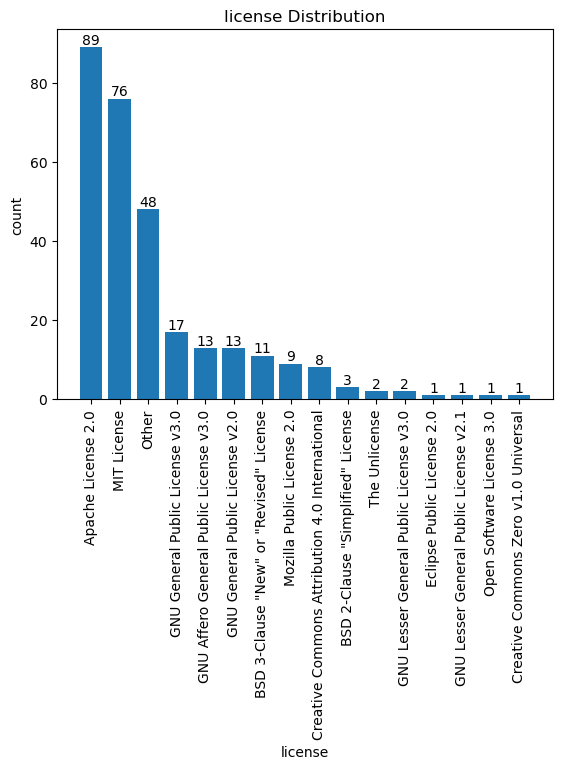 license Distribution
count
80
60
40
20
0
89
76
48
17
13
13
11
9
8
3
2
2
1
1
1
1
Apache License 2.0
MIT License
Other
GNU General Public License v3.0
GNU Affero General Public License v3.0
GNU General Public License v2.0
BSD 3-Clause "New" or "Revised" License
Mozilla Public License 2.0
Creative Commons Attribution 4.0 International
BSD 2-Clause "Simplified" License
The Unlicense
GNU Lesser General Public License v3.0
Eclipse Public License 2.0
GNU Lesser General Public License v2.1
Open Software License 3.0
Creative Commons Zero v1.0 Universal
license